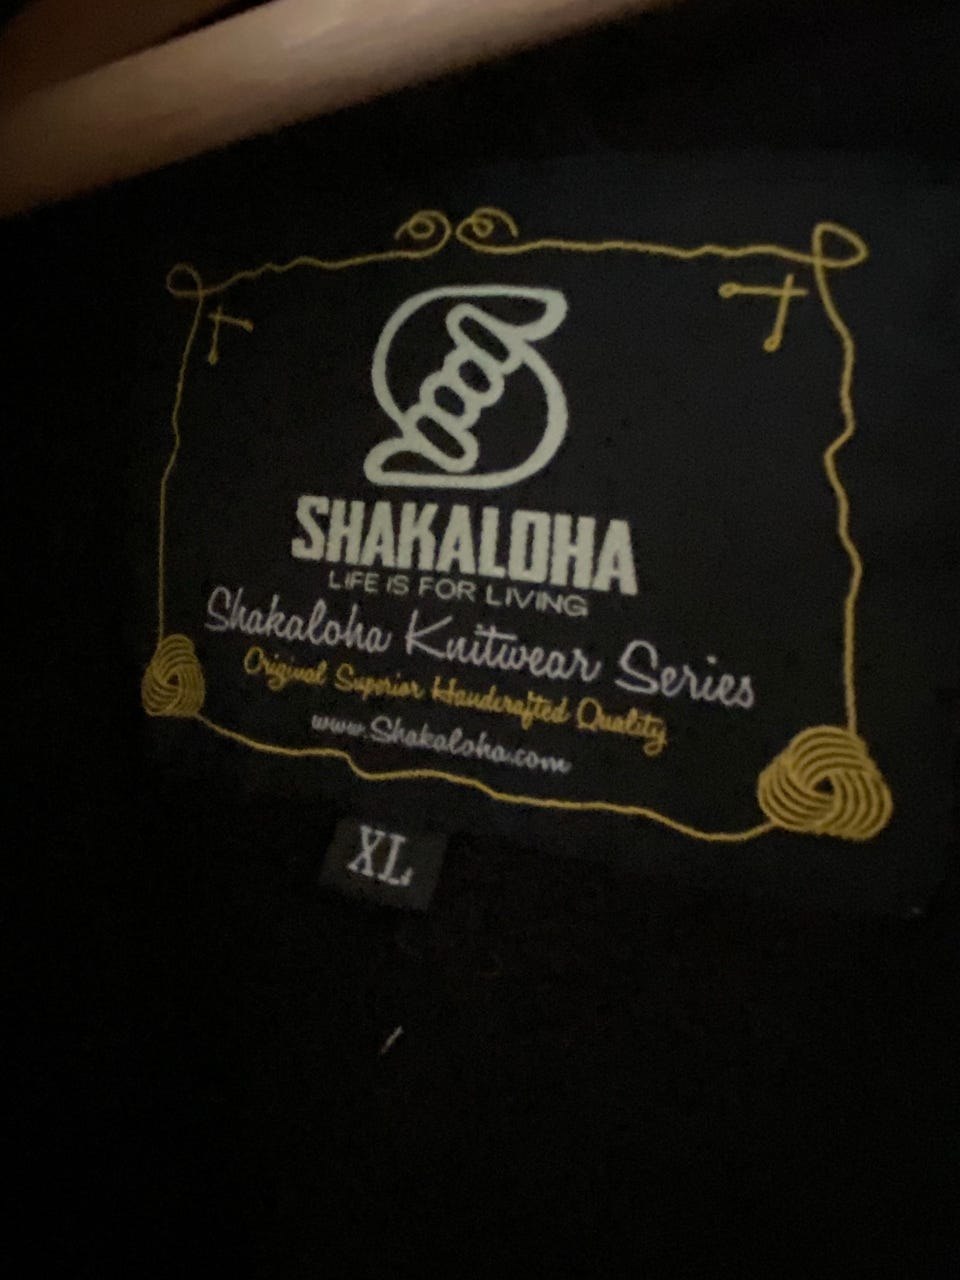 SHAKALOHA
LIFE IS FOR LIVING
Shakaloha Knitwear Series
Original Superior Handcrafted Quality
www.Shakaloha.com
XL